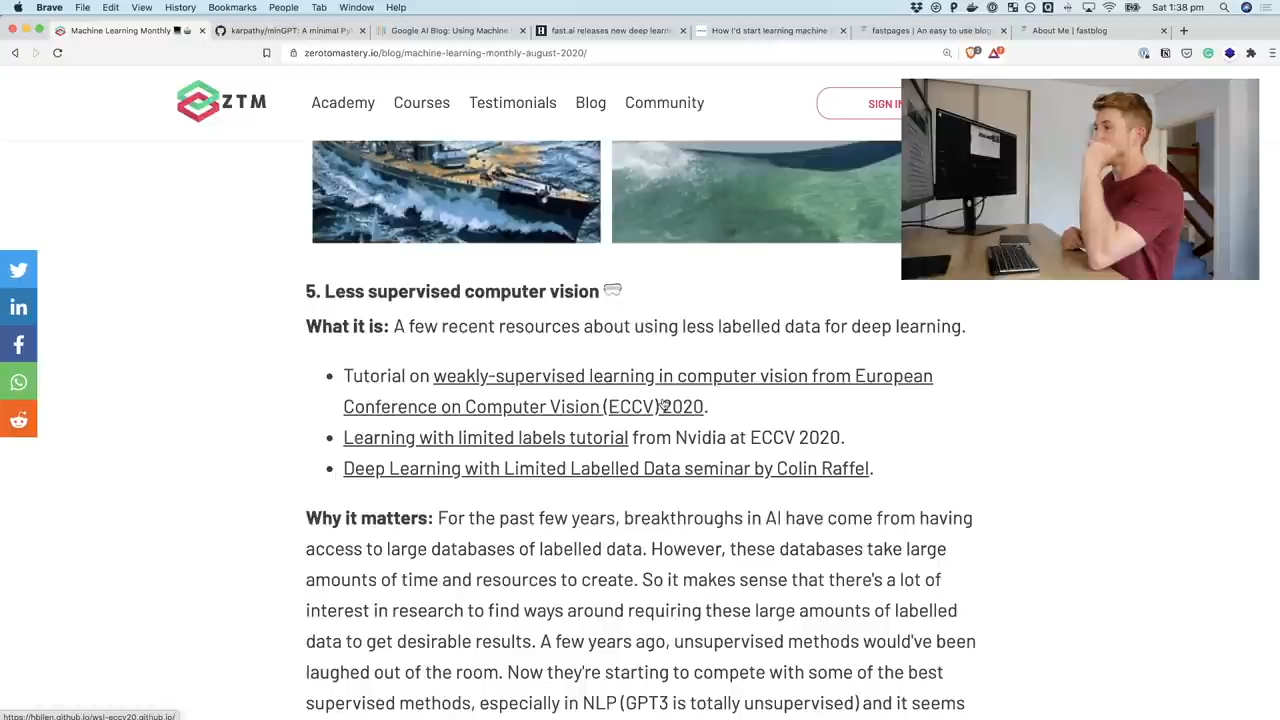 Brave File Edit View History Bookmarks People Tab Window Help Sat 1:38 pm
Machine Learning Monthly karpathy/minGPT: A minimal Py Google AI Blog: Using Machine fast.ai releases new deep learni How I'd start learning machine fastpages | An easy to use blog About Me | fastblog
zerotomastery.io/blog/machine-learning-monthly-august-2020/
ZTM Academy Courses Testimonials Blog Community SIGN IN
5. Less supervised computer vision
What it is: A few recent resources about using less labelled data for deep learning.
• Tutorial on weakly-supervised learning in computer vision from European
Conference on Computer Vision (ECCV) 2020.
• Learning with limited labels tutorial from Nvidia at ECCV 2020.
• Deep Learning with Limited Labelled Data seminar by Colin Raffel.
Why it matters: For the past few years, breakthroughs in AI have come from having
access to large databases of labelled data. However, these databases take large
amounts of time and resources to create. So it makes sense that there's a lot of
interest in research to find ways around requiring these large amounts of labelled
data to get desirable results. A few years ago, unsupervised methods would've been
laughed out of the room. Now they're starting to compete with some of the best
supervised methods, especially in NLP (GPT3 is totally unsupervised) and it seems
https://hbilen.github.io/wsl-eccv20.github.io/